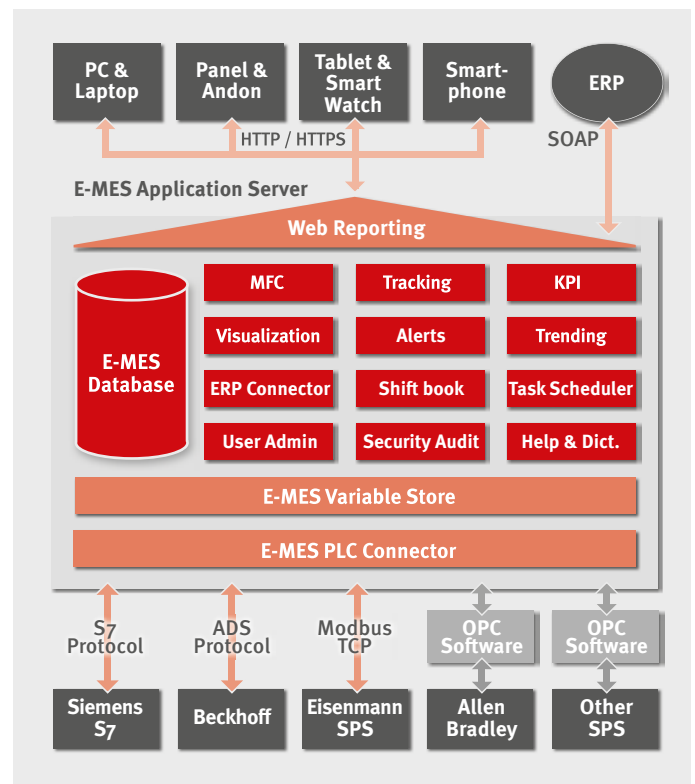 PC &
Laptop
Panel &
Andon
Tablet &
Smart
Watch
Smart-
phone
ERP
HTTP / HTTPS
SOAP
E-MES Application Server
Web Reporting
E-MES
Database
MFC
Tracking
KPI
Visualization
Alerts
Trending
ERP Connector
Shift book
Task Scheduler
User Admin
Security Audit
Help & Dict.
E-MES Variable Store
E-MES PLC Connector
S7
Protocol
ADS
Protocol
Modbus
TCP
OPC
Software
OPC
Software
Siemens
S7
Beckhoff
Eisenmann
SPS
Allen
Bradley
Other
SPS